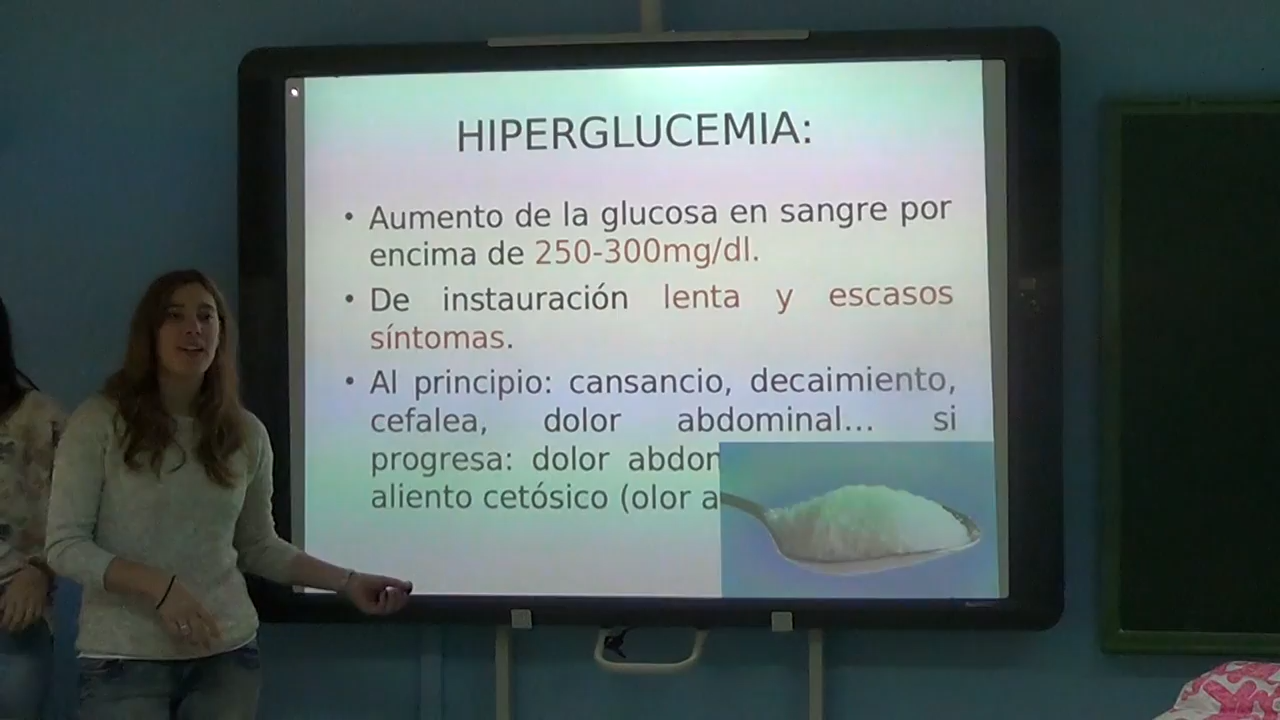 HIPERGLUCEMIA:
• Aumento de la glucosa en sangre por
encima de 250-300mg/dl.
• De instauración lenta y escasos
síntomas.
• Al principio: cansancio, decaimiento,
cefalea, dolor abdominal... si
progresa: dolor abdon
aliento cetósico (olor a